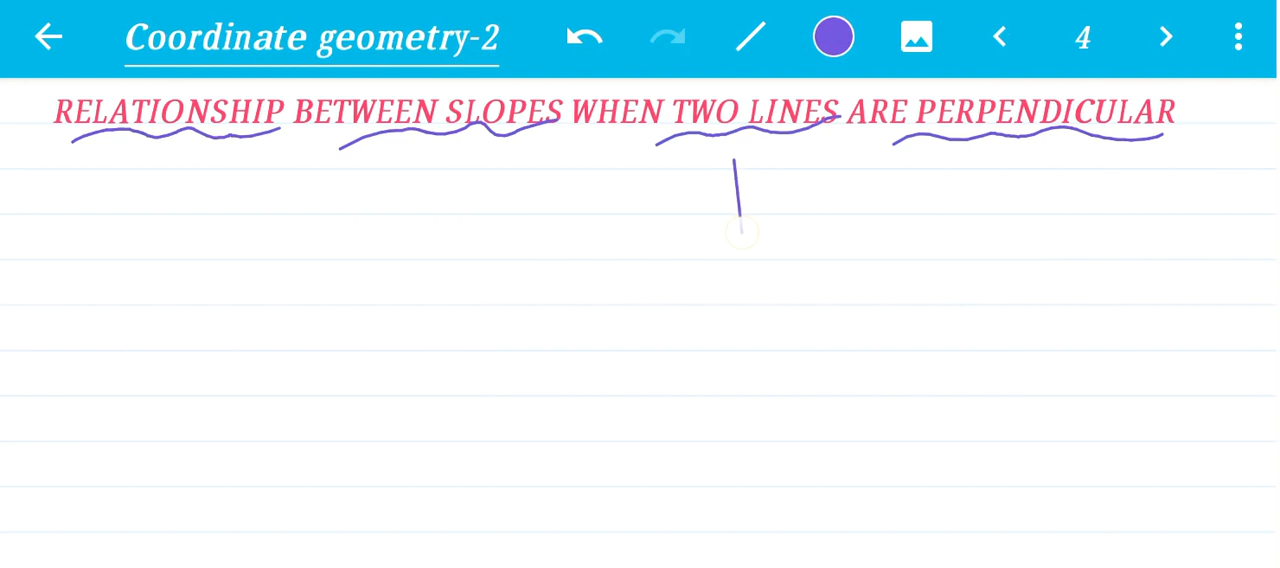 Coordinate geometry-2 4
RELATIONSHIP BETWEEN SLOPES WHEN TWO LINES ARE PERPENDICULAR